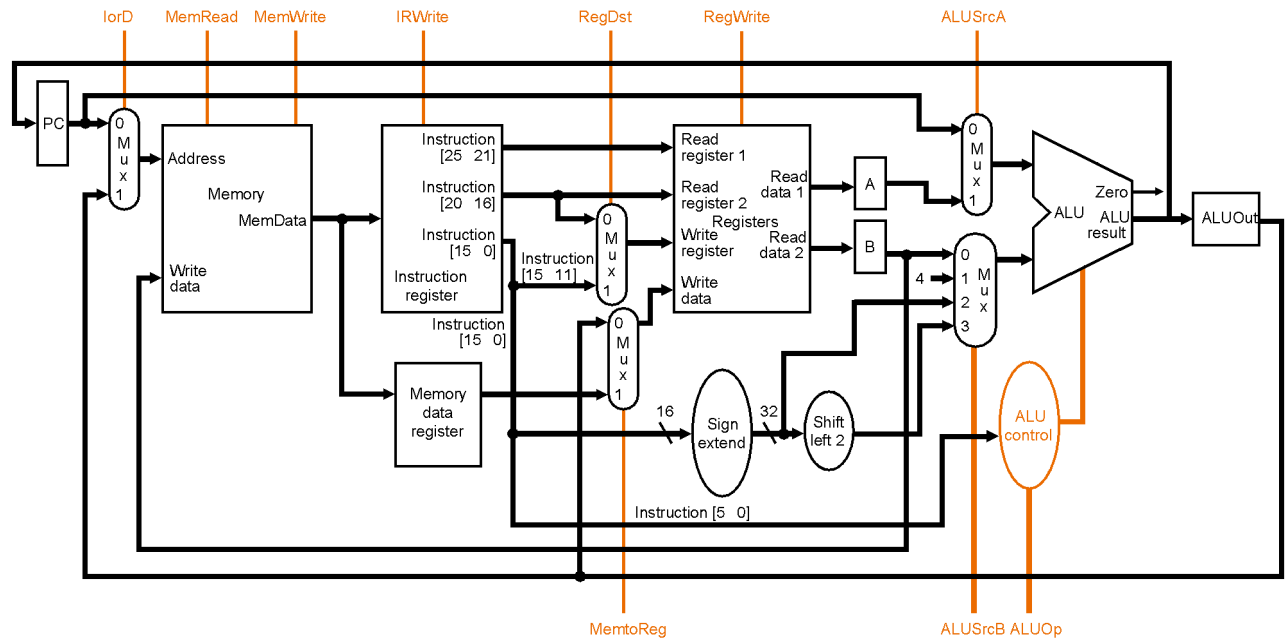 IorD
MemRead
MemWrite
IRWrite
RegDst
RegWrite
ALUSrcA
PC
0
M
u
x
1
Address
Memory
MemData
Write
data
Instruction
[25 21]
Instruction
[20 16]
Instruction
[15 0]
Instruction
register
Instruction
[15 11]
Instruction
[15 0]
0
M
u
x
1
0
M
u
x
1
Memory
data
register
Read
register 1
Read
register 2
Registers
Write
register
Write
data
Read
data 1
Read
data 2
A
B
4
0
M
u
x
1
0
1
2
3
M
u
x
Zero
ALU
ALU
result
ALUOut
16
Sign
extend
32
Shift
left 2
ALU
control
Instruction [5 0]
MemtoReg
ALUSrcB
ALUOp